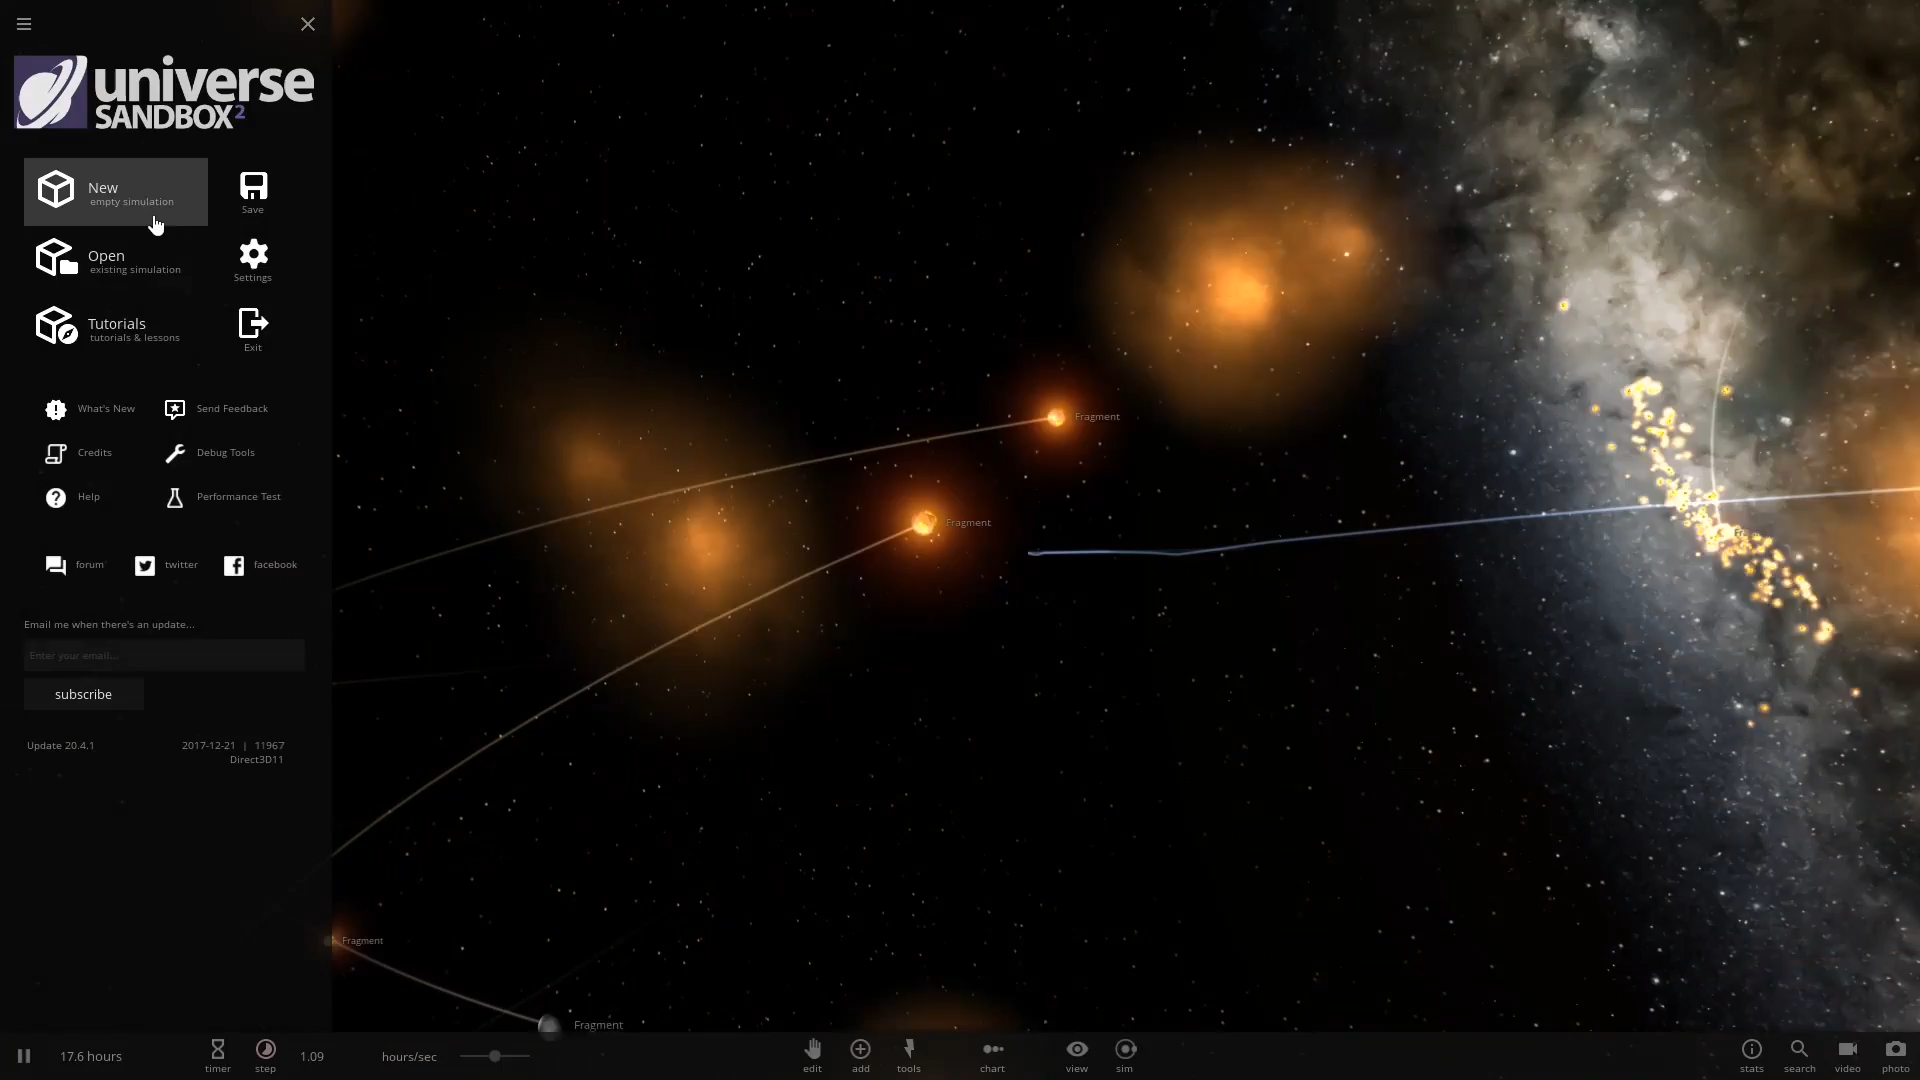 universe
SANDBOX²
New
empty simulation
Save
Open
existing simulation
Settings
Tutorials
tutorials & lessons
Exit
What's New
Send Feedback
Credits
Debug Tools
Help
Performance Test
forum
twitter
facebook
Email me when there's an update...
Enter your email...
subscribe
Update 20.4.1
2017-12-21 | 11967
Direct3D11
Fragment
Fragment
Fragment
Fragment
17.6 hours
timer
step
1.09
hours/sec
edit
add
tools
chart
view
sim
stats
search
video
photo